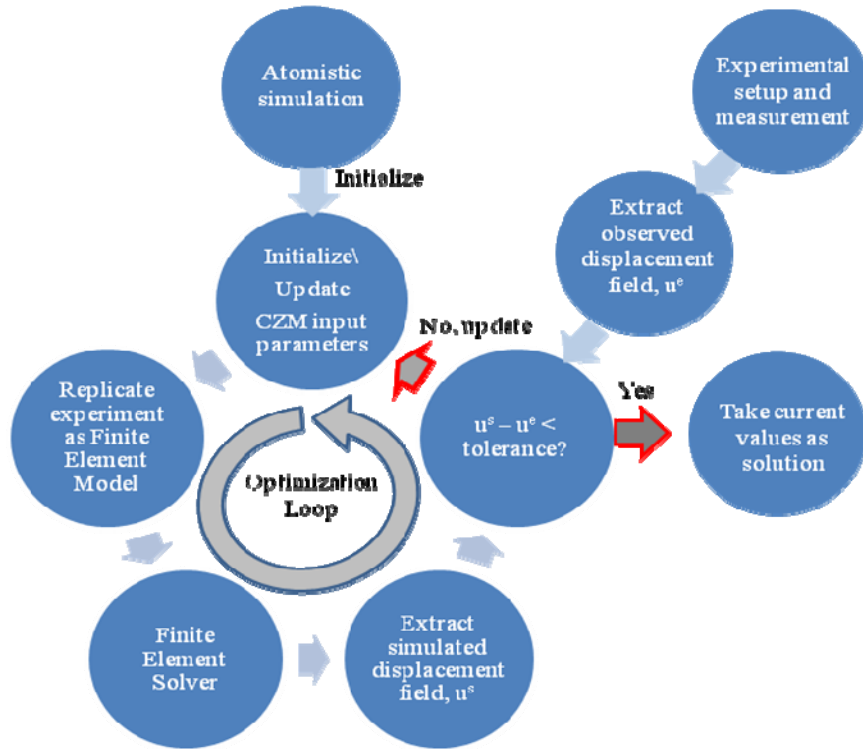 Atomistic
simulation
Experimental
setup and
measurement
Initialize
Extract
observed
displacement
field, uᵉ
Initialize\
Update
CZM input
parameters
No, update
Replicate
experiment
as Finite
Element
Model
uˢ – uᵉ <
tolerance?
Yes
Take current
values as
solution
Optimization
Loop
Finite
Element
Solver
Extract
simulated
displacement
field, uˢ